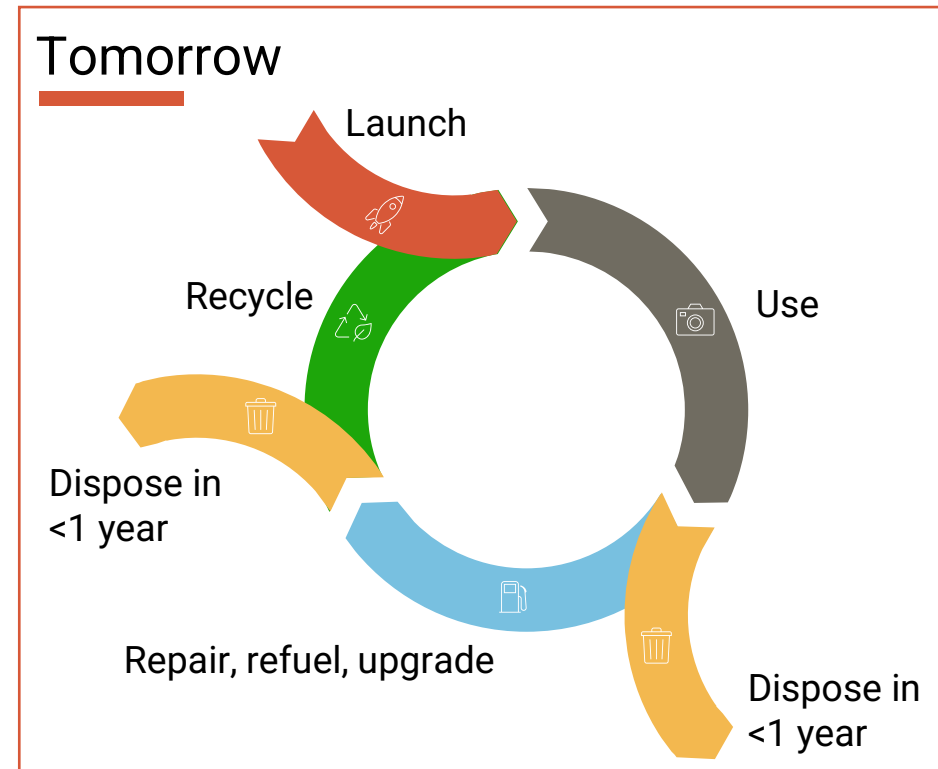 Tomorrow
Launch
Recycle
Use
Dispose in
<1 year
Repair, refuel, upgrade
Dispose in
<1 year